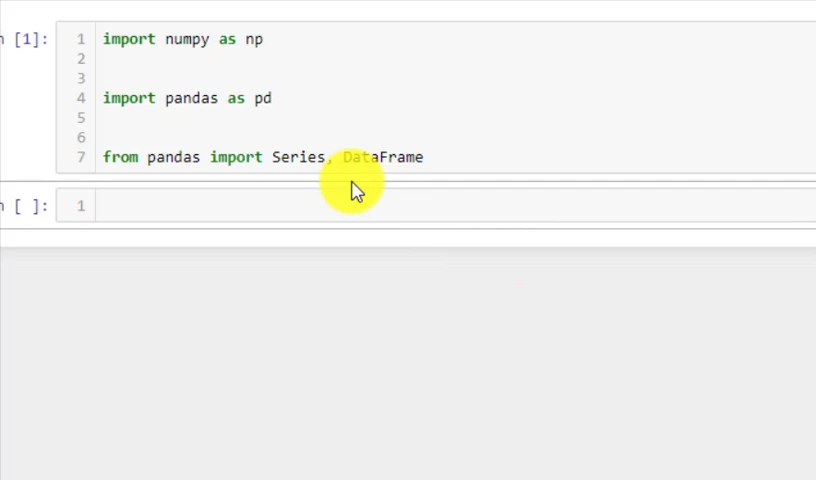 n [1]: 1 import numpy as np
2
3
4 import pandas as pd
5
6
7 from pandas import Series, DataFrame
n [ ]: 1